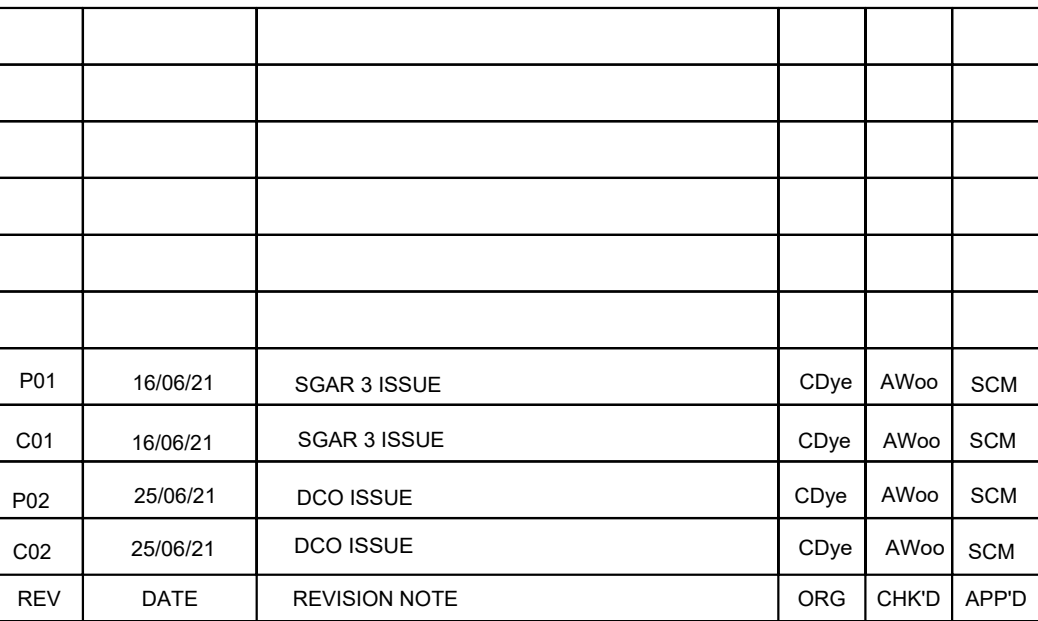 P01 16/06/21 SGAR 3 ISSUE CDye AWoo SCM
C01 16/06/21 SGAR 3 ISSUE CDye AWoo SCM
P02 25/06/21 DCO ISSUE CDye AWoo SCM
C02 25/06/21 DCO ISSUE CDye AWoo SCM
REV DATE REVISION NOTE ORG CHK'D APP'D